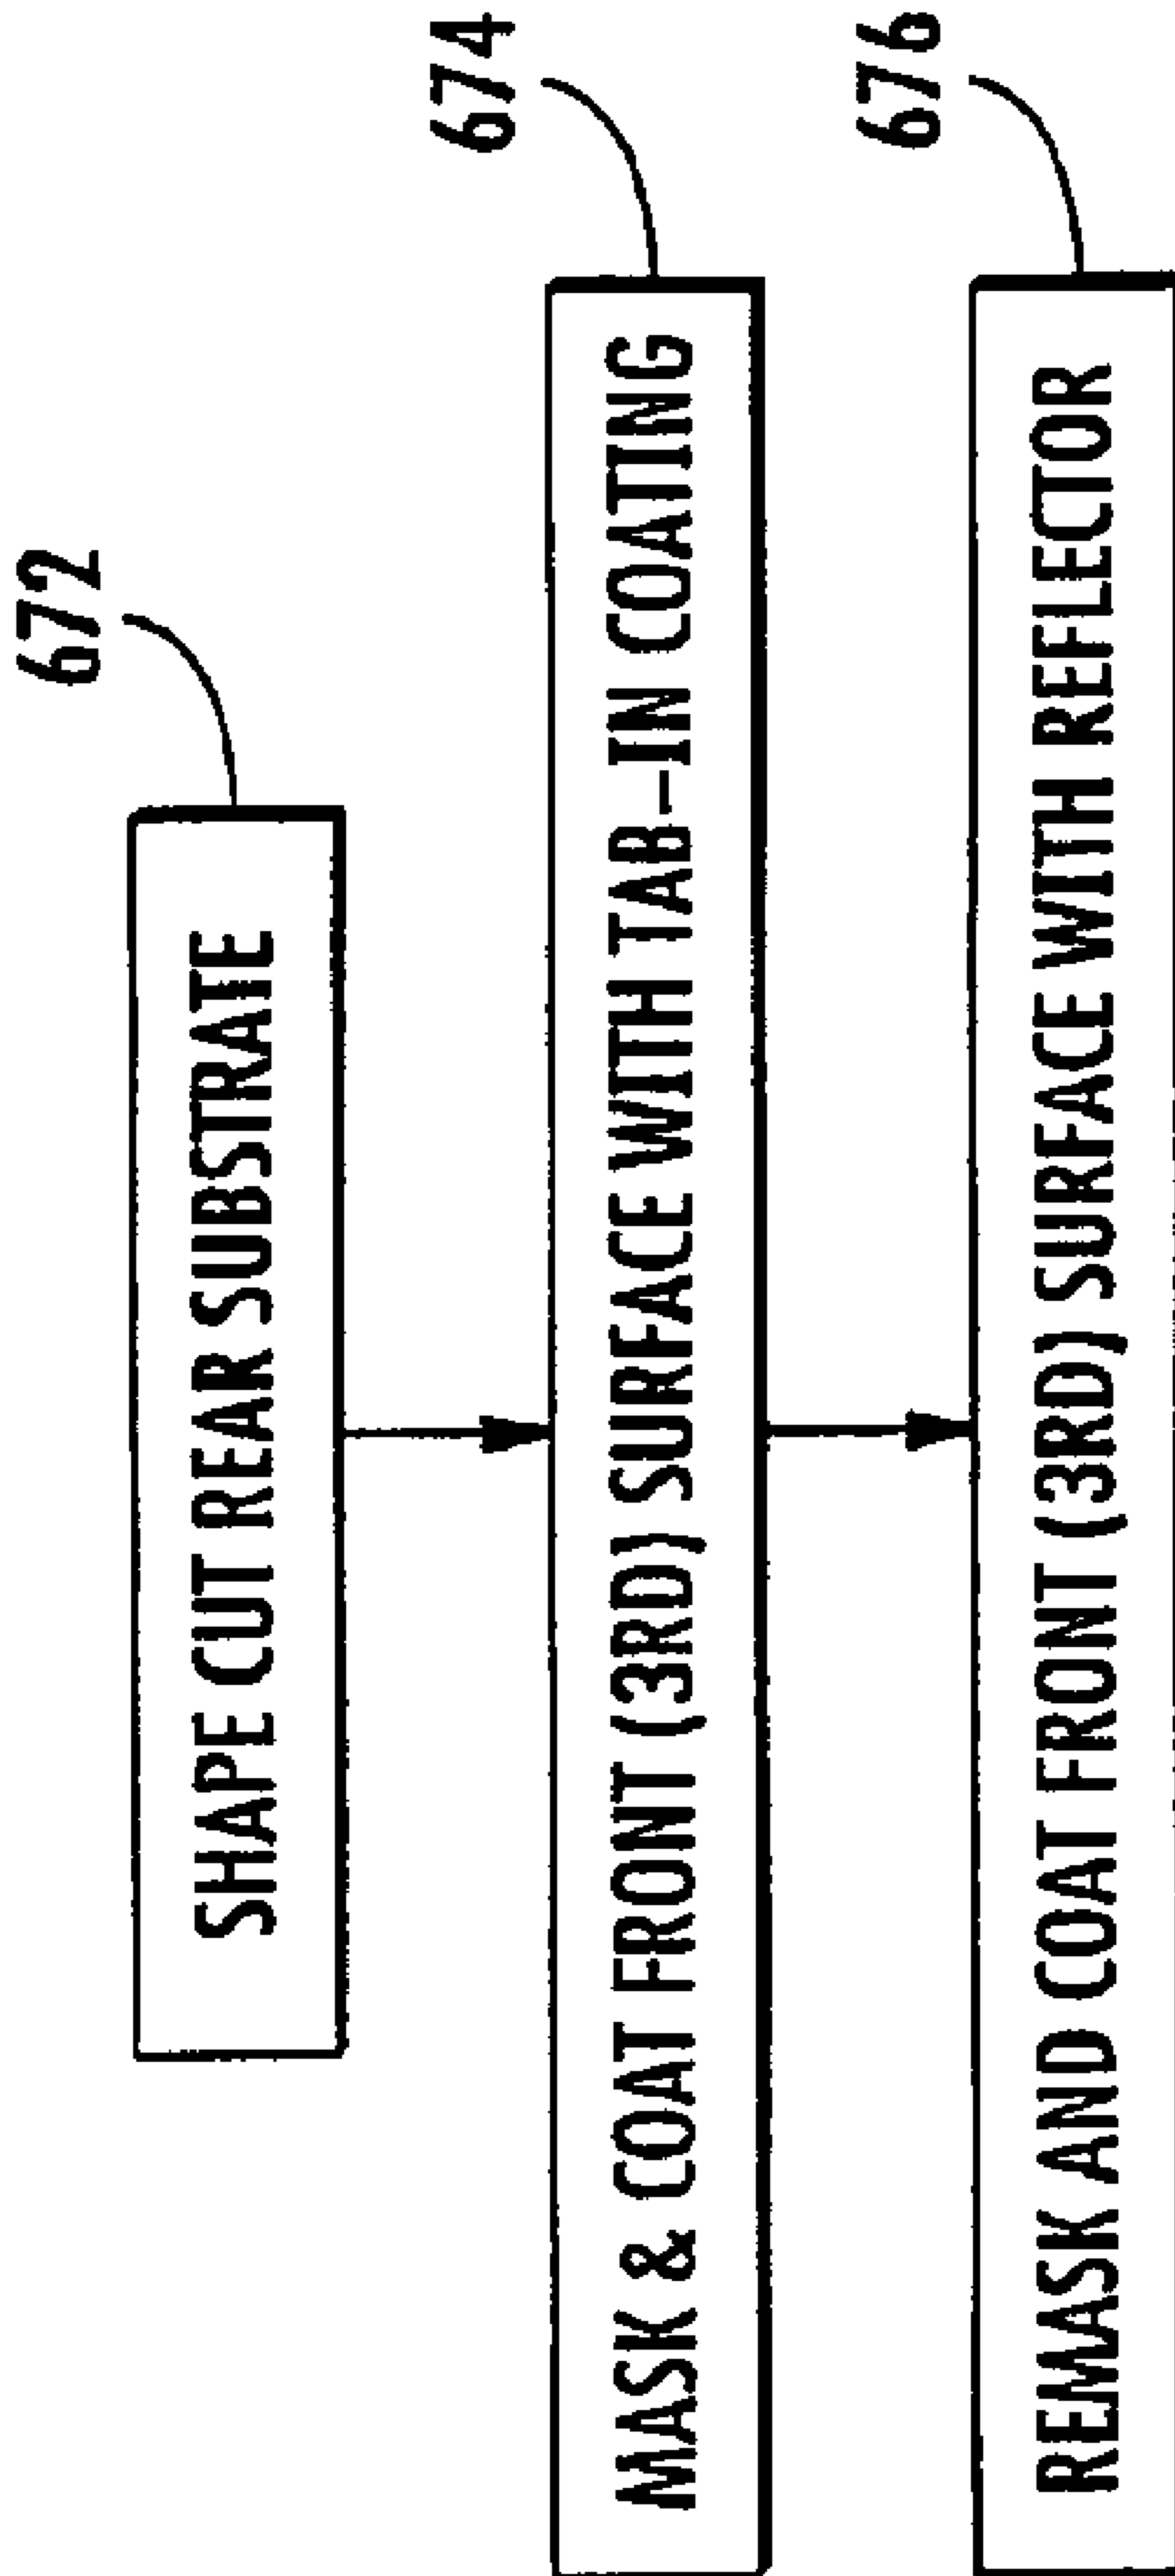 672
SHAPE CUT REAR SUBSTRATE
674
MASK & COAT FRONT (3RD) SURFACE WITH TAB-IN COATING
676
REMASK AND COAT FRONT (3RD) SURFACE WITH REFLECTOR